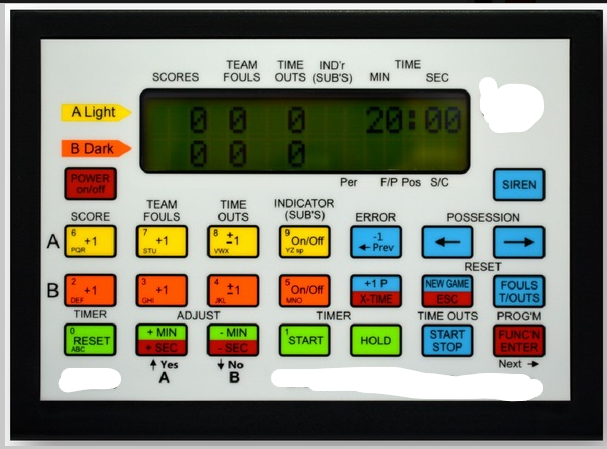 TEAM TIME IND'r TIME
SCORES FOULS OUTS (SUB'S) MIN SEC
A Light 0 0 0 20:00
B Dark 0 0 0
Per F/P Pos S/C
POWER on/off
SIREN
SCORE TEAM FOULS TIME OUTS INDICATOR (SUB'S) ERROR POSSESSION
A
6 +1 PQR
7 +1 STU
8 ±1 VWX
9 On/Off YZ sp
-1 ← Prev
←
→
RESET
B
2 +1 DEF
3 +1 GHI
4 ±1 JKL
5 On/Off MNO
+1 P X-TIME
NEW GAME ESC
FOULS T/OUTS
TIMER ADJUST TIMER TIME OUTS PROG'M
0 RESET ABC
+ MIN + SEC
- MIN - SEC
1 START
HOLD
START STOP
FUNC'N ENTER
↑ Yes ↓ No Next →
A B